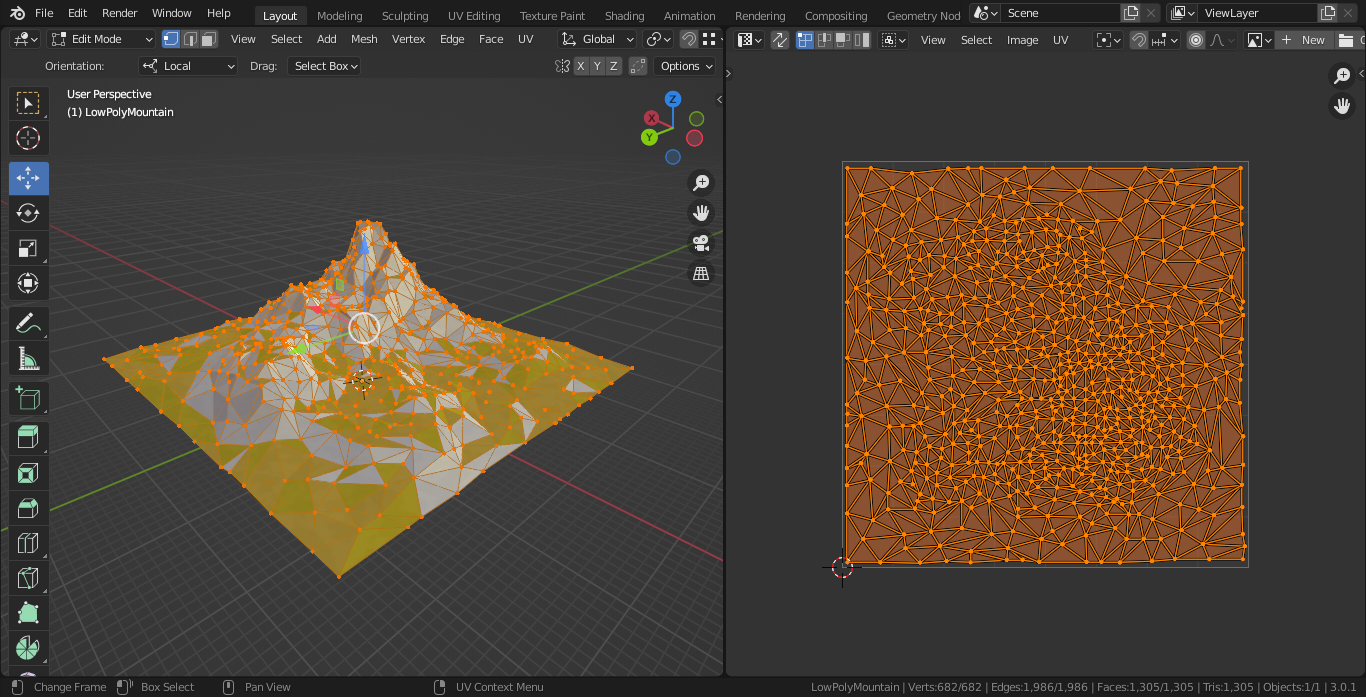 File Edit Render Window Help Layout Modeling Sculpting UV Editing Texture Paint Shading Animation Rendering Compositing Geometry Nod Scene ViewLayer
Edit Mode View Select Add Mesh Vertex Edge Face UV Global View Select Image UV New
Orientation: Local Drag: Select Box X Y Z Options
User Perspective
(1) LowPolyMountain
Z
X
Y
Change Frame Box Select Pan View UV Context Menu LowPolyMountain | Verts:682/682 | Edges:1,986/1,986 | Faces:1,305/1,305 | Tris:1,305 | Objects:1/1 | 3.0.1